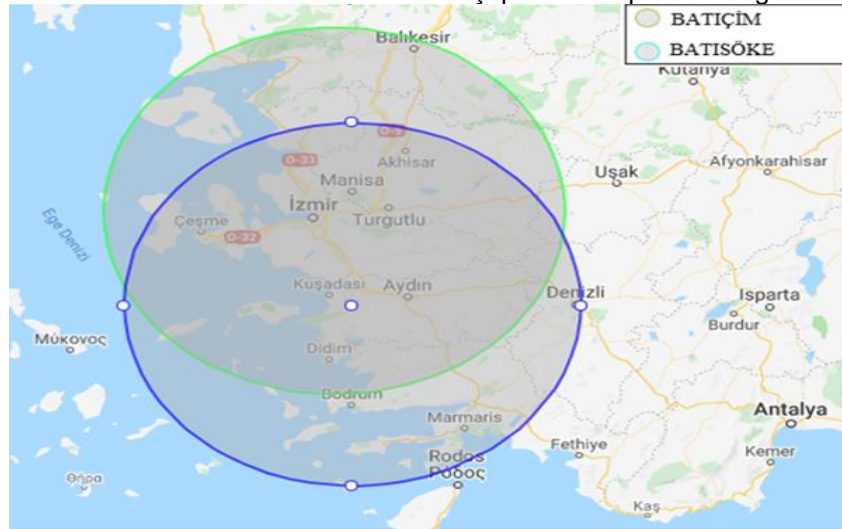 BATIÇİM
BATISÖKE
Balıkesir
Kütahya
Akhisar
O-33
Manisa
Uşak
Afyonkarahisar
İzmir
Turgutlu
Çeşme
O-32
Ege Denizi
Kuşadası
Aydın
Denizli
Isparta
Burdur
Μύκονος
Didim
Bodrum
Marmaris
Antalya
Rodos
Ρόδος
Fethiye
Kemer
Θήρα
Kaş